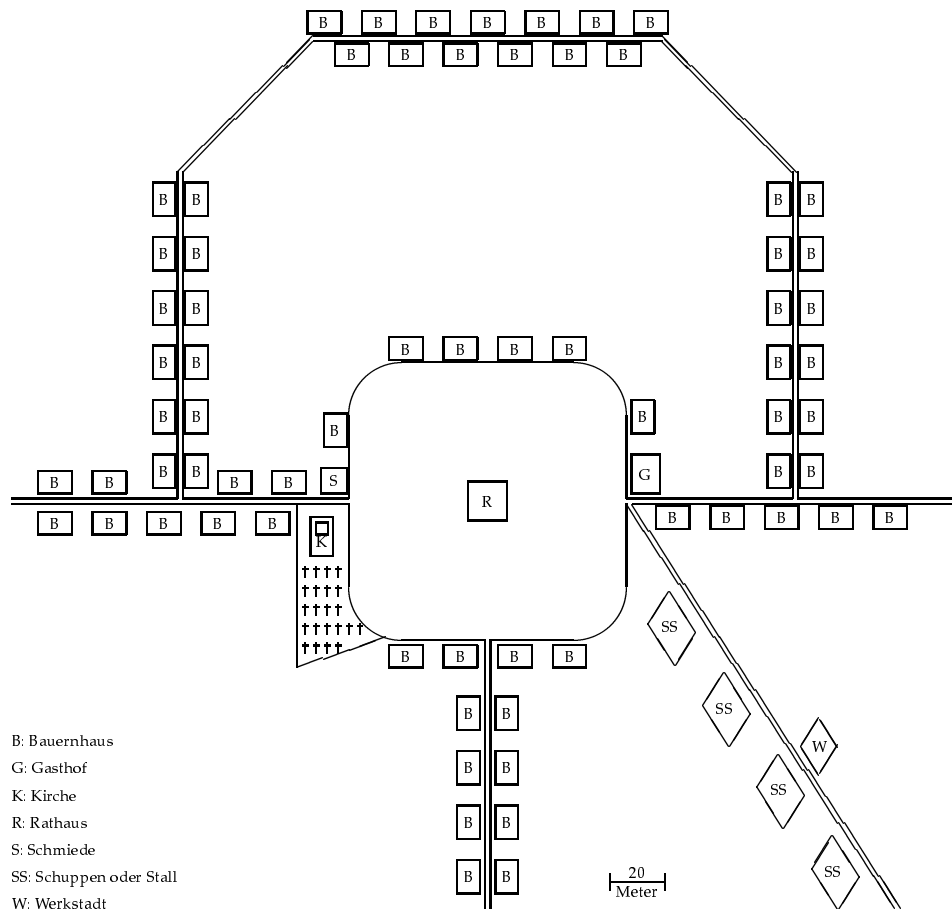 B B B B B B B
B B B B B B
B B B B
B B B B
B B B B
B B B B
B B B B
B B B B B
B
B B G B B
B B B B S
R
B B B B B
B B B B B
K
SS
B B B B
SS
B B
W
B B
SS
B B
SS
B B
20
Meter
B: Bauernhaus
G: Gasthof
K: Kirche
R: Rathaus
S: Schmiede
SS: Schuppen oder Stall
W: Werkstadt